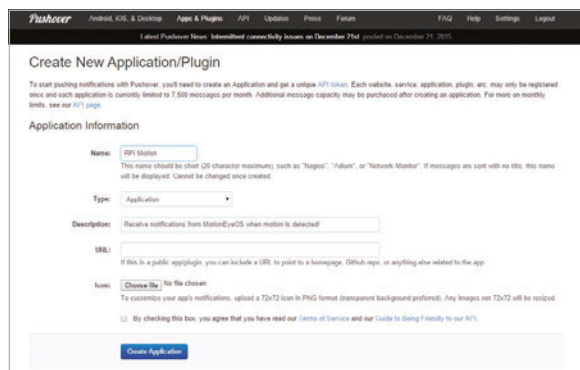 Pushover Android, iOS, & Desktop Apps & Plugins API Updates Press Forum FAQ Help Settings Logout
Latest Pushover News: Intermittent connectivity issues on December 21st posted on December 21, 2015
Create New Application/Plugin
To start pushing notifications with Pushover, you'll need to create an Application and get a unique API token. Each website, service, application, plugin, etc. may only be registered
once and each application is currently limited to 7,500 messages per month. Additional message capacity may be purchased after creating an application. For more on monthly
limits, see our API page.
Application Information
Name: RPI Motion
This name should be short (20 character maximum), such as "Nagios", "Adium", or "Network Monitor". If messages are sent with no title, this name
will be displayed. Cannot be changed once created.
Type: Application
Description: Receive notifications from MotionEyeOS when motion is detected!
URL:
If this is a public app/plugin, you can include a URL to point to a homepage, Github repo, or anything else related to the app.
Icon: Choose file No file chosen
To customize your app's notifications, upload a 72x72 icon in PNG format (transparent background preferred). Any images not 72x72 will be resized.
By checking this box, you agree that you have read our Terms of Service and our Guide to Being Friendly to our API.
Create Application